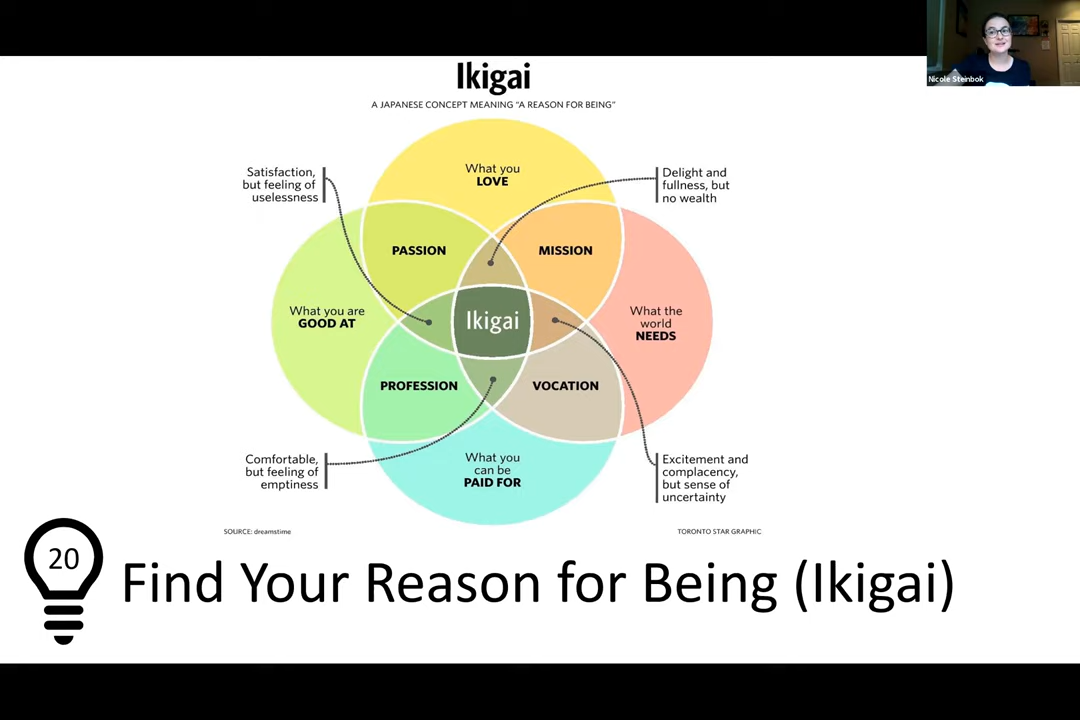 Nicole Steinbok
Ikigai
A JAPANESE CONCEPT MEANING "A REASON FOR BEING"
What you
LOVE
Satisfaction,
but feeling of
uselessness
Delight and
fullness, but
no wealth
PASSION
MISSION
What you are
GOOD AT
Ikigai
What the
world
NEEDS
PROFESSION
VOCATION
Comfortable,
but feeling of
emptiness
What you
can be
PAID FOR
Excitement and
complacency,
but sense of
uncertainty
SOURCE: dreamstime
TORONTO STAR GRAPHIC
20
Find Your Reason for Being (Ikigai)